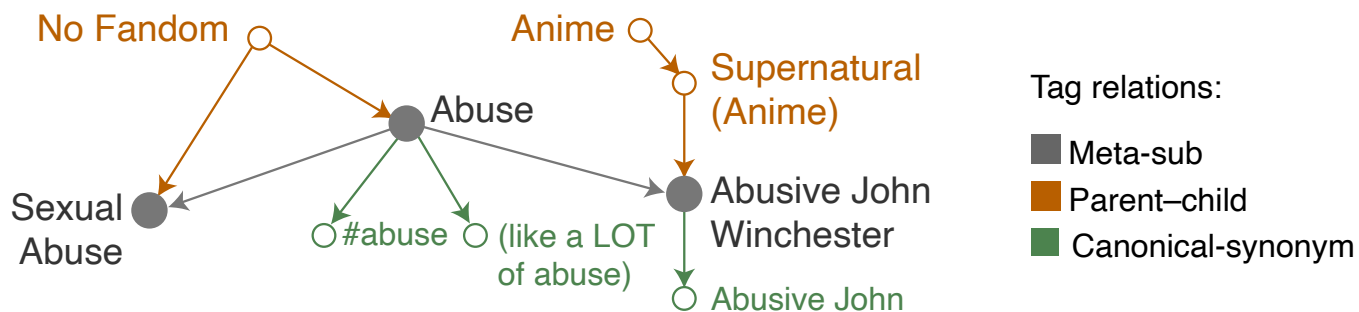 No Fandom
Anime
Supernatural
(Anime)
Abuse
Sexual
Abuse
#abuse
(like a LOT
of abuse)
Abusive John
Winchester
Abusive John
Tag relations:
Meta-sub
Parent–child
Canonical-synonym